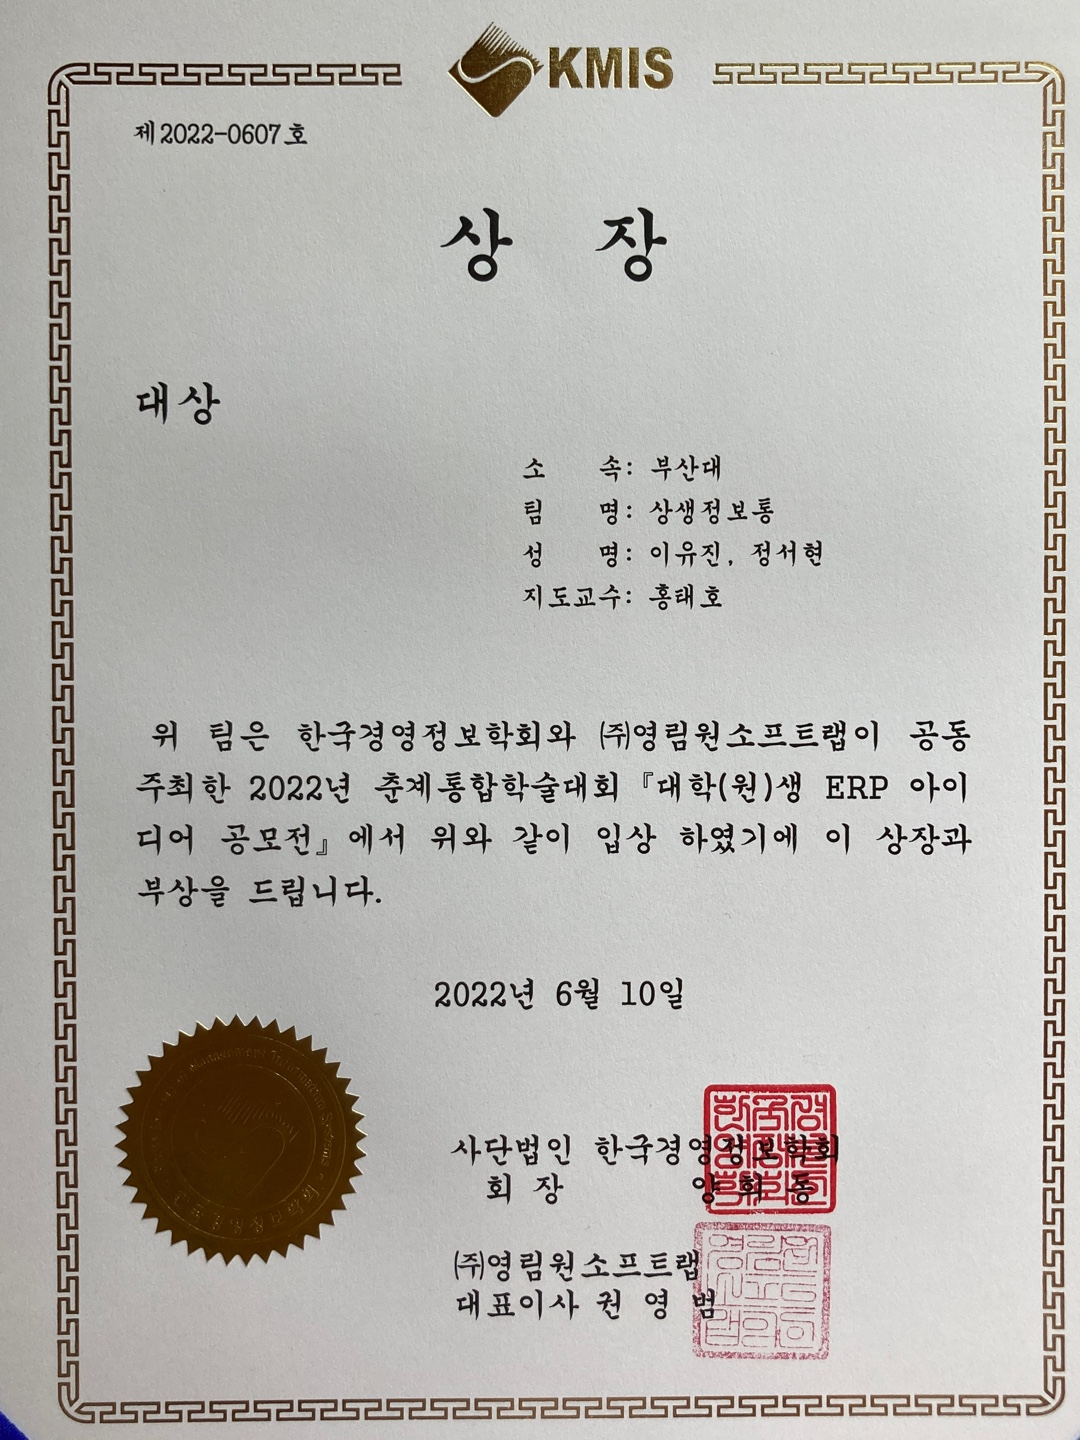 KMIS
제2022-0607호
상 장
대상
소 속: 부산대
팀 명: 상생정보통
성 명: 이유진, 정서현
지도교수: 홍태호
위 팀은 한국경영정보학회와 ㈜영림원소프트랩이 공동
주최한 2022년 춘계통합학술대회 『대학(원)생 ERP 아이
디어 공모전』에서 위와 같이 입상 하였기에 이 상장과
부상을 드립니다.
2022년 6월 10일
사단법인 한국경영정보학회
회 장 양 희 동
㈜영림원소프트랩
대표이사 권 영 범